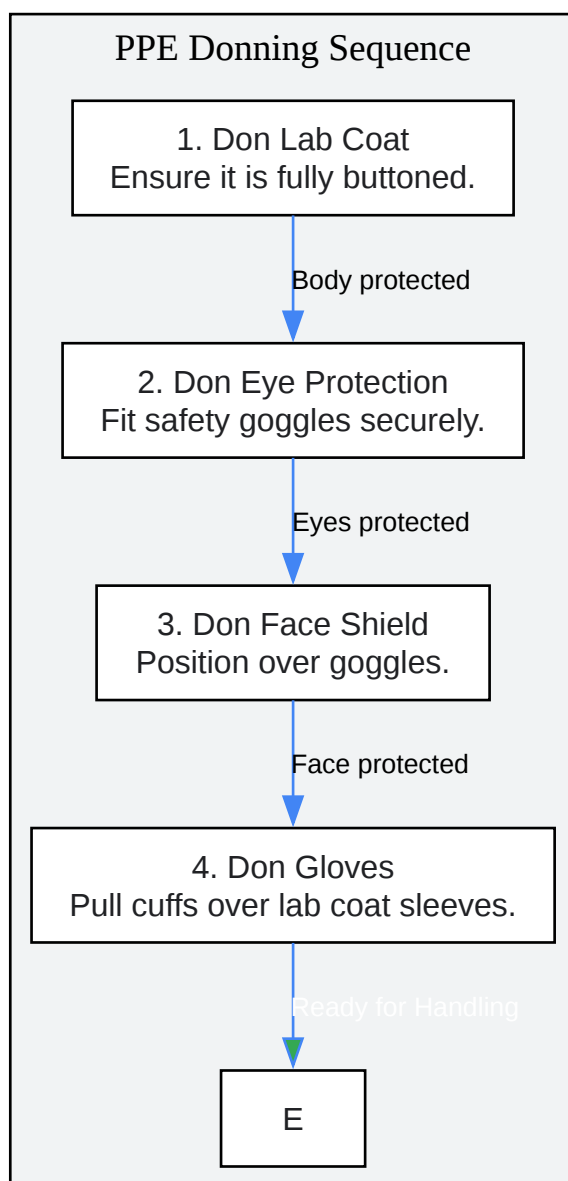 PPE Donning Sequence
1. Don Lab Coat
Ensure it is fully buttoned.
Body protected
2. Don Eye Protection
Fit safety goggles securely.
Eyes protected
3. Don Face Shield
Position over goggles.
Face protected
4. Don Gloves
Pull cuffs over lab coat sleeves.
Ready for Handling
E